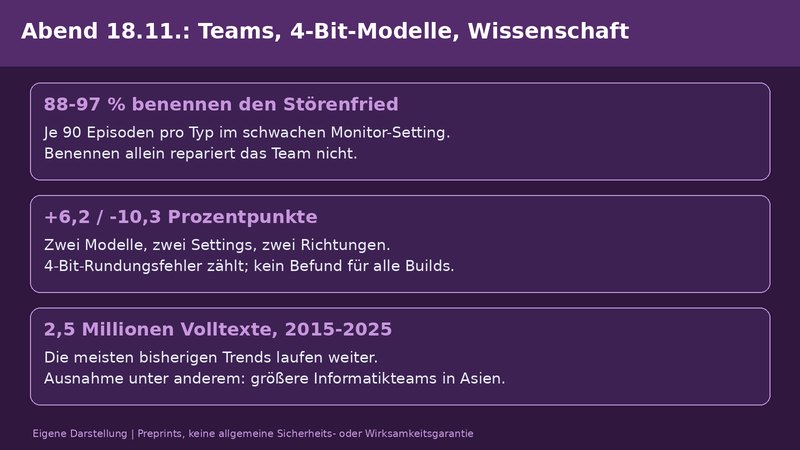 Abend 18.11.: Teams, 4-Bit-Modelle, Wissenschaft
88-97 % benennen den Störenfried
Je 90 Episoden pro Typ im schwachen Monitor-Setting.
Benennen allein repariert das Team nicht.
+6,2 / -10,3 Prozentpunkte
Zwei Modelle, zwei Settings, zwei Richtungen.
4-Bit-Rundungsfehler zählt; kein Befund für alle Builds.
2,5 Millionen Volltexte, 2015-2025
Die meisten bisherigen Trends laufen weiter.
Ausnahme unter anderem: größere Informatikteams in Asien.
Eigene Darstellung | Preprints, keine allgemeine Sicherheits- oder Wirksamkeitsgarantie